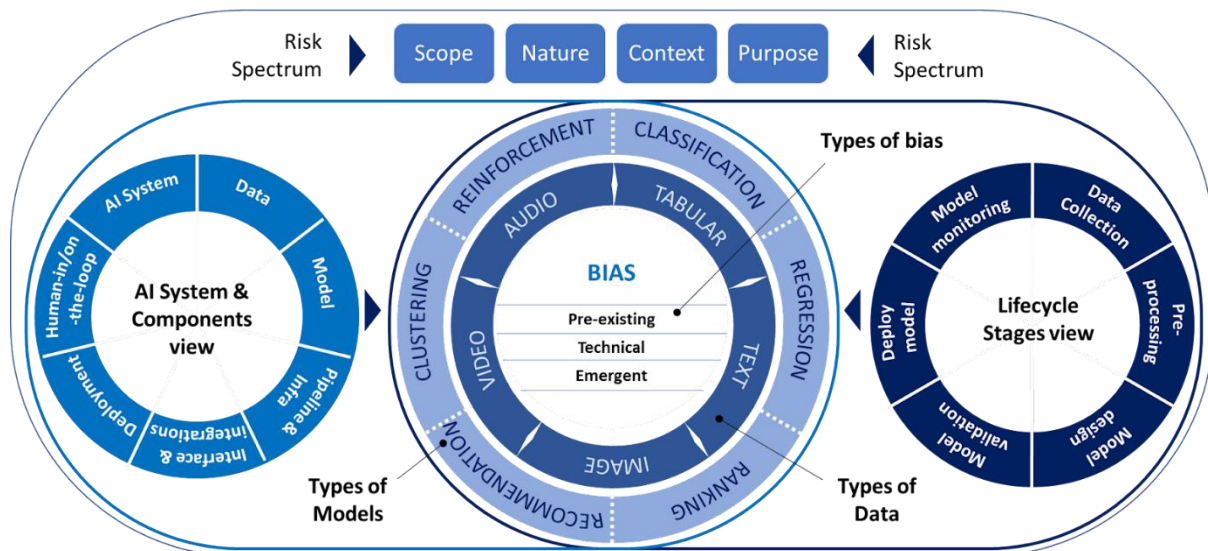 Risk
Spectrum
Scope
Nature
Context
Purpose
Risk
Spectrum
AI System
Data
Model
Pipeline &
Infra
Interface &
integrations
Deployment
Human-in/on
-the-loop
AI System &
Components
view
REINFORCEMENT
CLASSIFICATION
REGRESSION
RANKING
RECOMMENDATION
CLUSTERING
AUDIO
TABULAR
TEXT
IMAGE
VIDEO
BIAS
Pre-existing
Technical
Emergent
Types of bias
Types of
Models
Types of
Data
Model
monitoring
Data
Collection
Pre-
processing
Model
design
Model
validation
Deploy
model
Lifecycle
Stages view